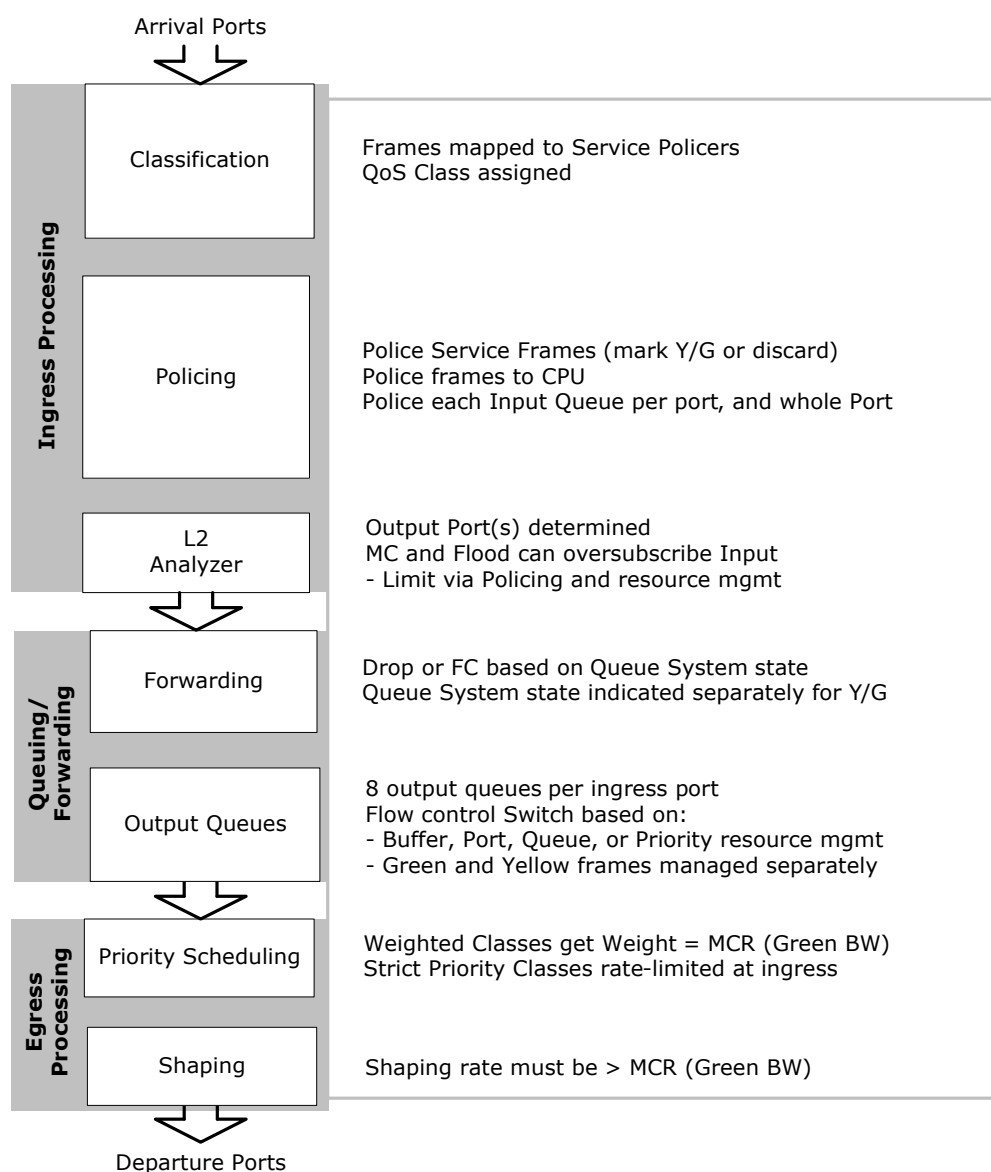 Arrival Ports
Ingress Processing
Classification
Frames mapped to Service Policers
QoS Class assigned
Policing
Police Service Frames (mark Y/G or discard)
Police frames to CPU
Police each Input Queue per port, and whole Port
L2
Analyzer
Output Port(s) determined
MC and Flood can oversubscribe Input
- Limit via Policing and resource mgmt
Queuing/
Forwarding
Forwarding
Drop or FC based on Queue System state
Queue System state indicated separately for Y/G
Output Queues
8 output queues per ingress port
Flow control Switch based on:
- Buffer, Port, Queue, or Priority resource mgmt
- Green and Yellow frames managed separately
Egress
Processing
Priority Scheduling
Weighted Classes get Weight = MCR (Green BW)
Strict Priority Classes rate-limited at ingress
Shaping
Shaping rate must be > MCR (Green BW)
Departure Ports